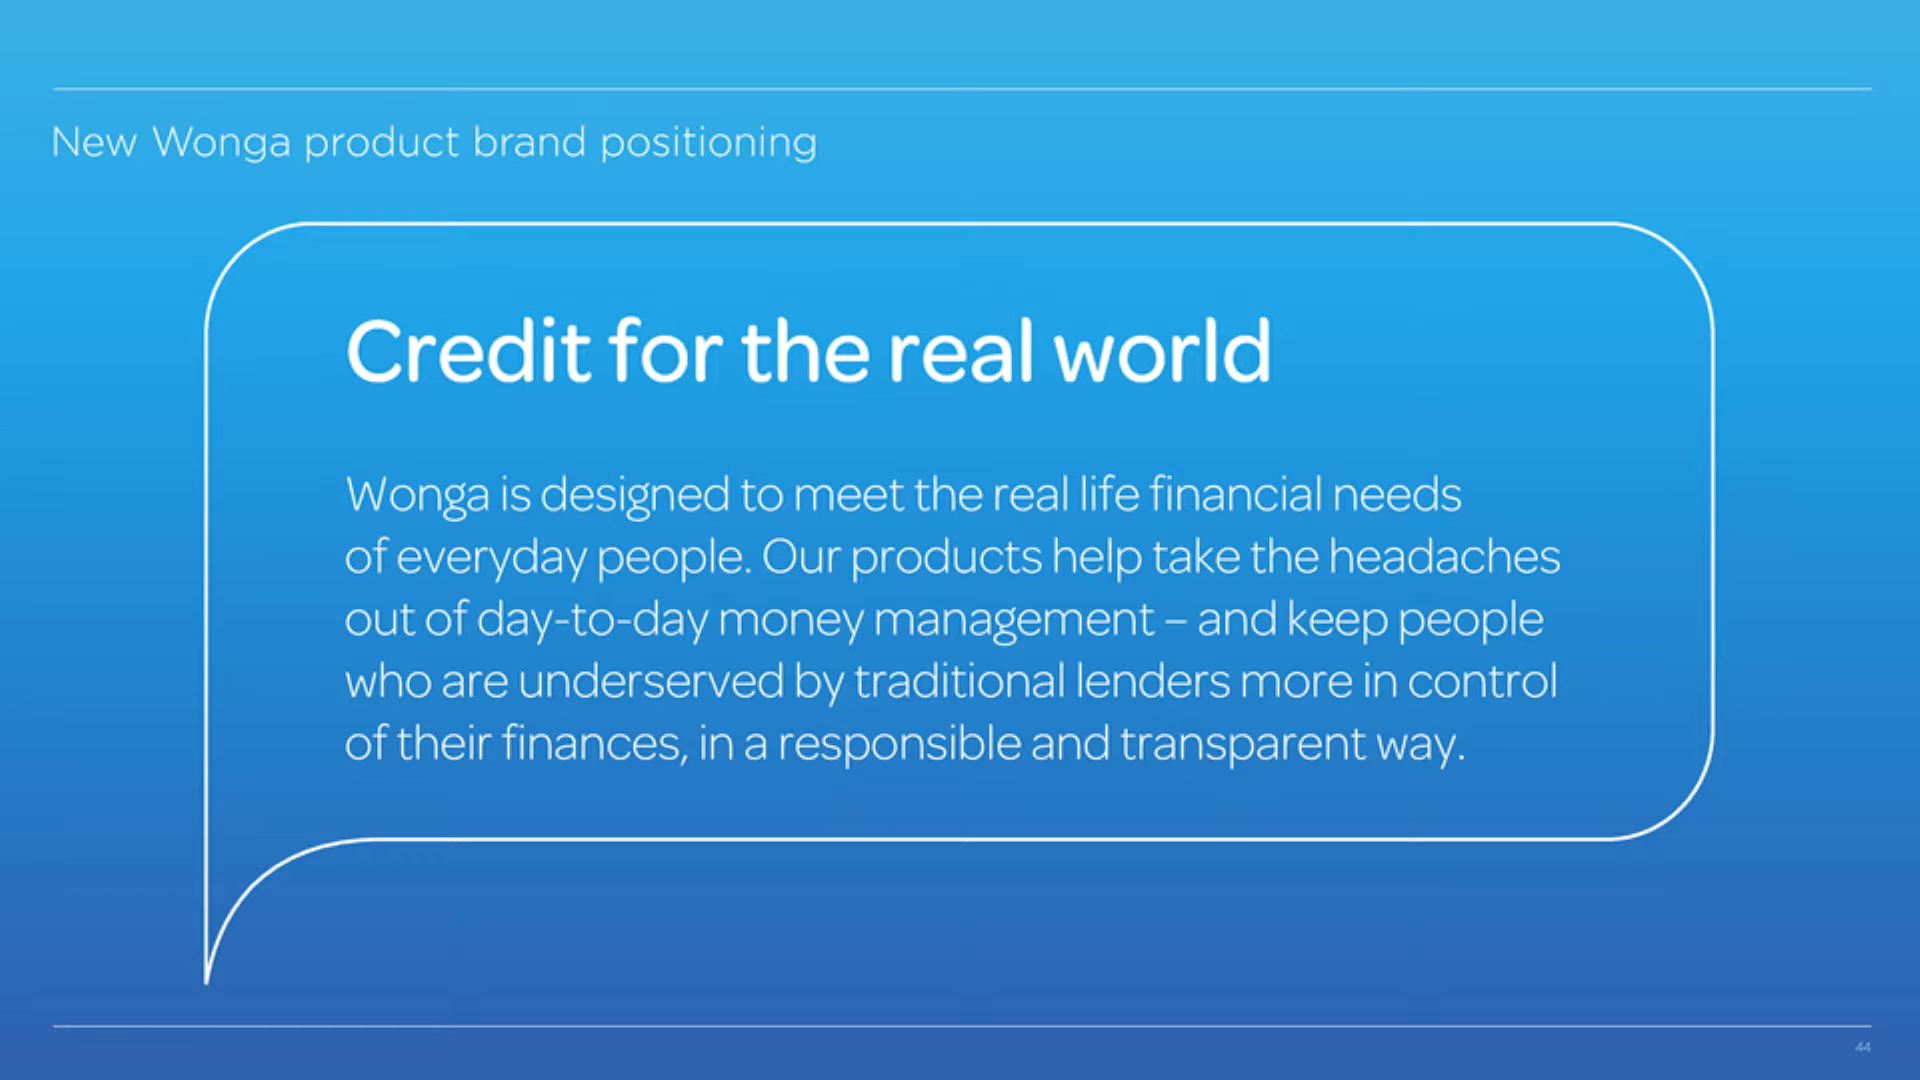 New Wonga product brand positioning
Credit for the real world
Wonga is designed to meet the real life financial needs
of everyday people. Our products help take the headaches
out of day-to-day money management – and keep people
who are underserved by traditional lenders more in control
of their finances, in a responsible and transparent way.
44